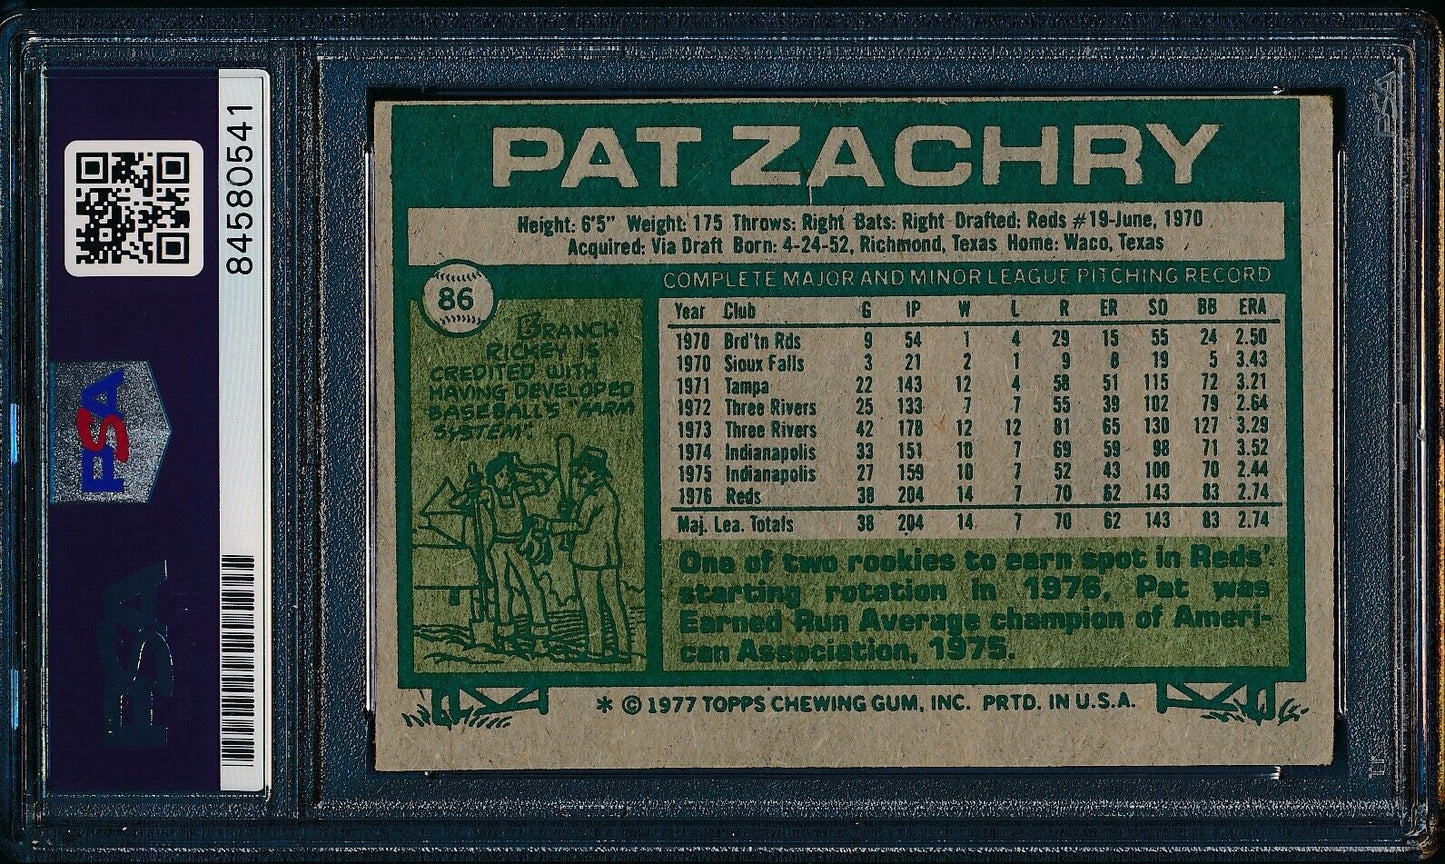 PSA
84580541
PSA
PAT ZACHRY
Height: 6'5" Weight: 175 Throws: Right Bats: Right Drafted: Reds #19-June, 1970
Acquired: Via Draft Born: 4-24-52, Richmond, Texas Home: Waco, Texas
86
BRANCH
RICKEY IS
CREDITED WITH
HAVING DEVELOPED
BASEBALL'S "FARM
SYSTEM".
COMPLETE MAJOR AND MINOR LEAGUE PITCHING RECORD
Year Club G IP W L R ER SO BB ERA
1970 Brd'tn Rds 9 54 1 4 29 15 55 24 2.50
1970 Sioux Falls 3 21 2 1 9 8 19 5 3.43
1971 Tampa 22 143 12 4 58 51 115 72 3.21
1972 Three Rivers 25 133 7 7 55 39 102 79 2.64
1973 Three Rivers 42 178 12 12 81 65 130 127 3.29
1974 Indianapolis 33 151 10 7 69 59 98 71 3.52
1975 Indianapolis 27 159 10 7 52 43 100 70 2.44
1976 Reds 38 204 14 7 70 62 143 83 2.74
Maj. Lea. Totals 38 204 14 7 70 62 143 83 2.74
One of two rookies to earn spot in Reds'
starting rotation in 1976, Pat was
Earned Run Average champion of Ameri-
can Association, 1975.
* © 1977 TOPPS CHEWING GUM, INC. PRTD. IN U.S.A.
PSA